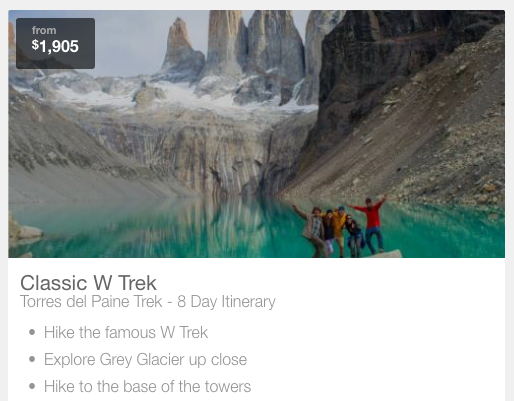 from
$1,905
Classic W Trek
Torres del Paine Trek - 8 Day Itinerary
• Hike the famous W Trek
• Explore Grey Glacier up close
• Hike to the base of the towers